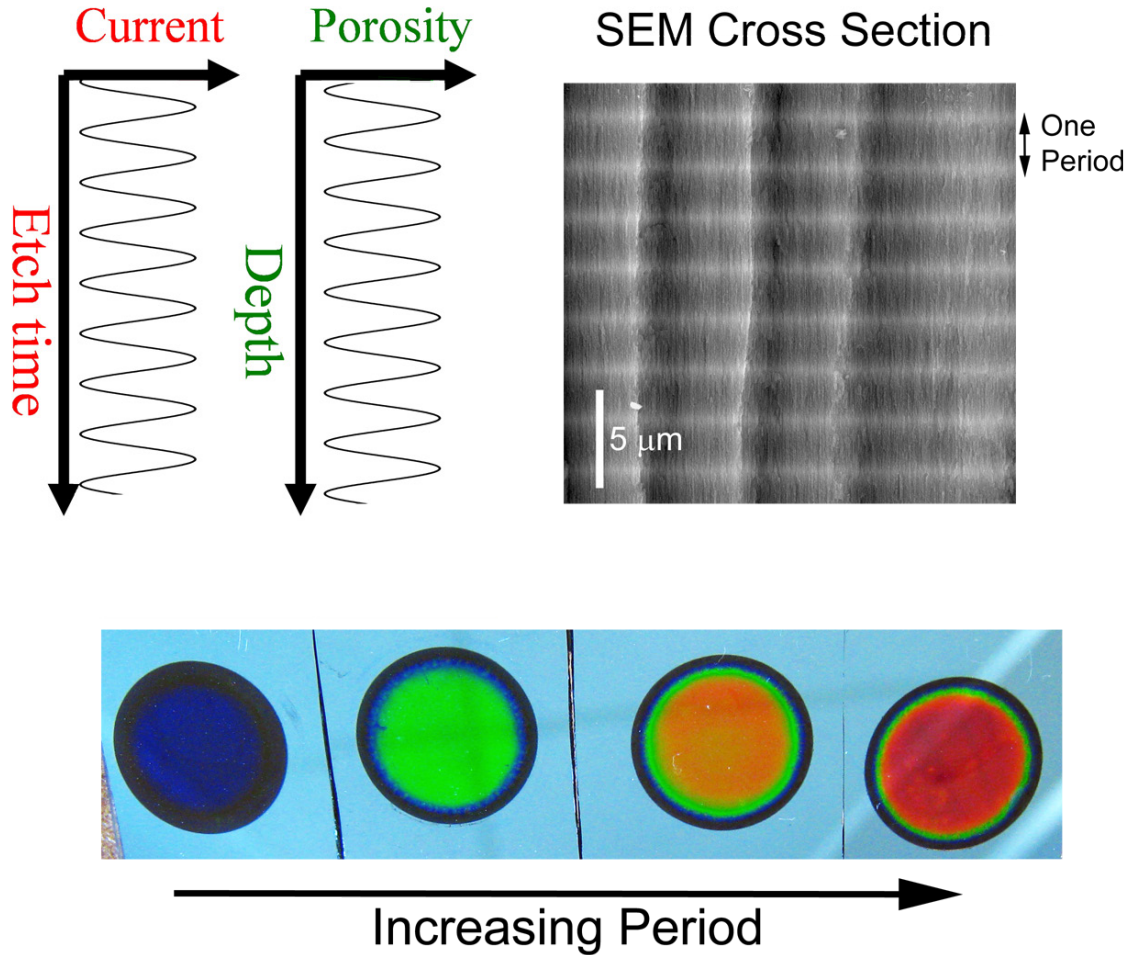 Current
Porosity
SEM Cross Section
Etch time
Depth
One
Period
5 μm
Increasing Period